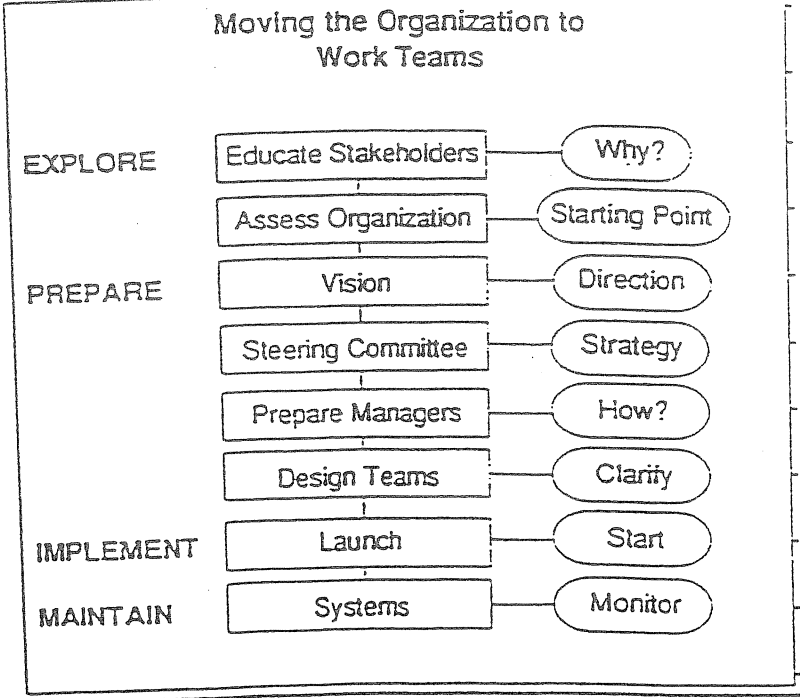 Moving the Organization to
Work Teams
EXPLORE
Educate Stakeholders
Why?
Assess Organization
Starting Point
PREPARE
Vision
Direction
Steering Committee
Strategy
Prepare Managers
How?
Design Teams
Clarify
IMPLEMENT
Launch
Start
MAINTAIN
Systems
Monitor